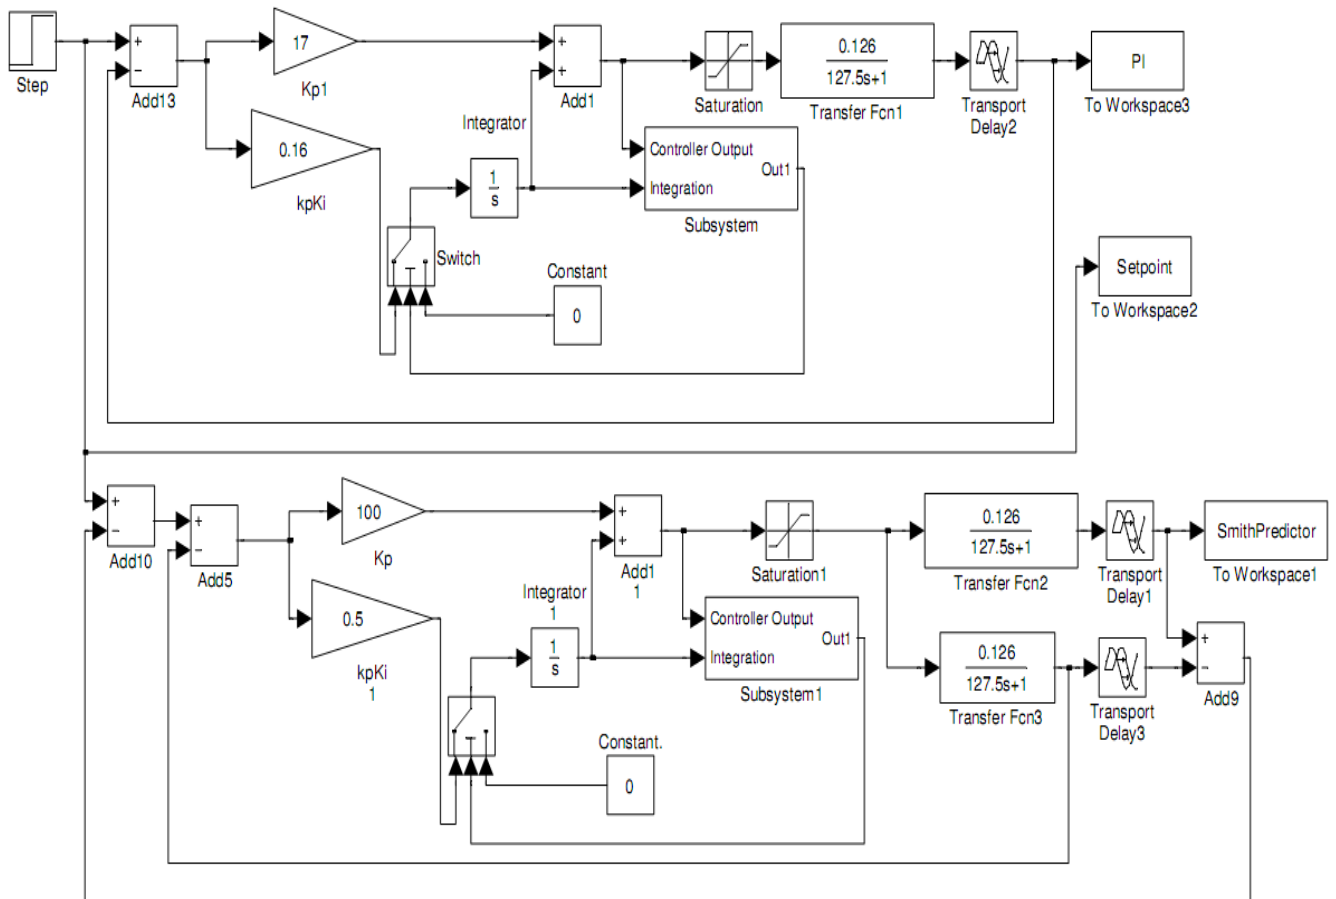 Step
+
−
Add13
17
Kp1
0.16
kpKi
Integrator
1
s
Switch
Constant
0
+
+
Add1
Saturation
Controller Output
Out1
Integration
Subsystem
0.126
127.5s+1
Transfer Fcn1
Transport
Delay2
PI
To Workspace3
Setpoint
To Workspace2
+
−
Add10
+
−
Add5
100
Kp
0.5
kpKi
1
Integrator
1
1
s
Constant.
0
+
+
Add1
1
Saturation1
Controller Output
Out1
Integration
Subsystem1
0.126
127.5s+1
Transfer Fcn2
Transport
Delay1
SmithPredictor
To Workspace1
0.126
127.5s+1
Transfer Fcn3
Transport
Delay3
+
−
Add9